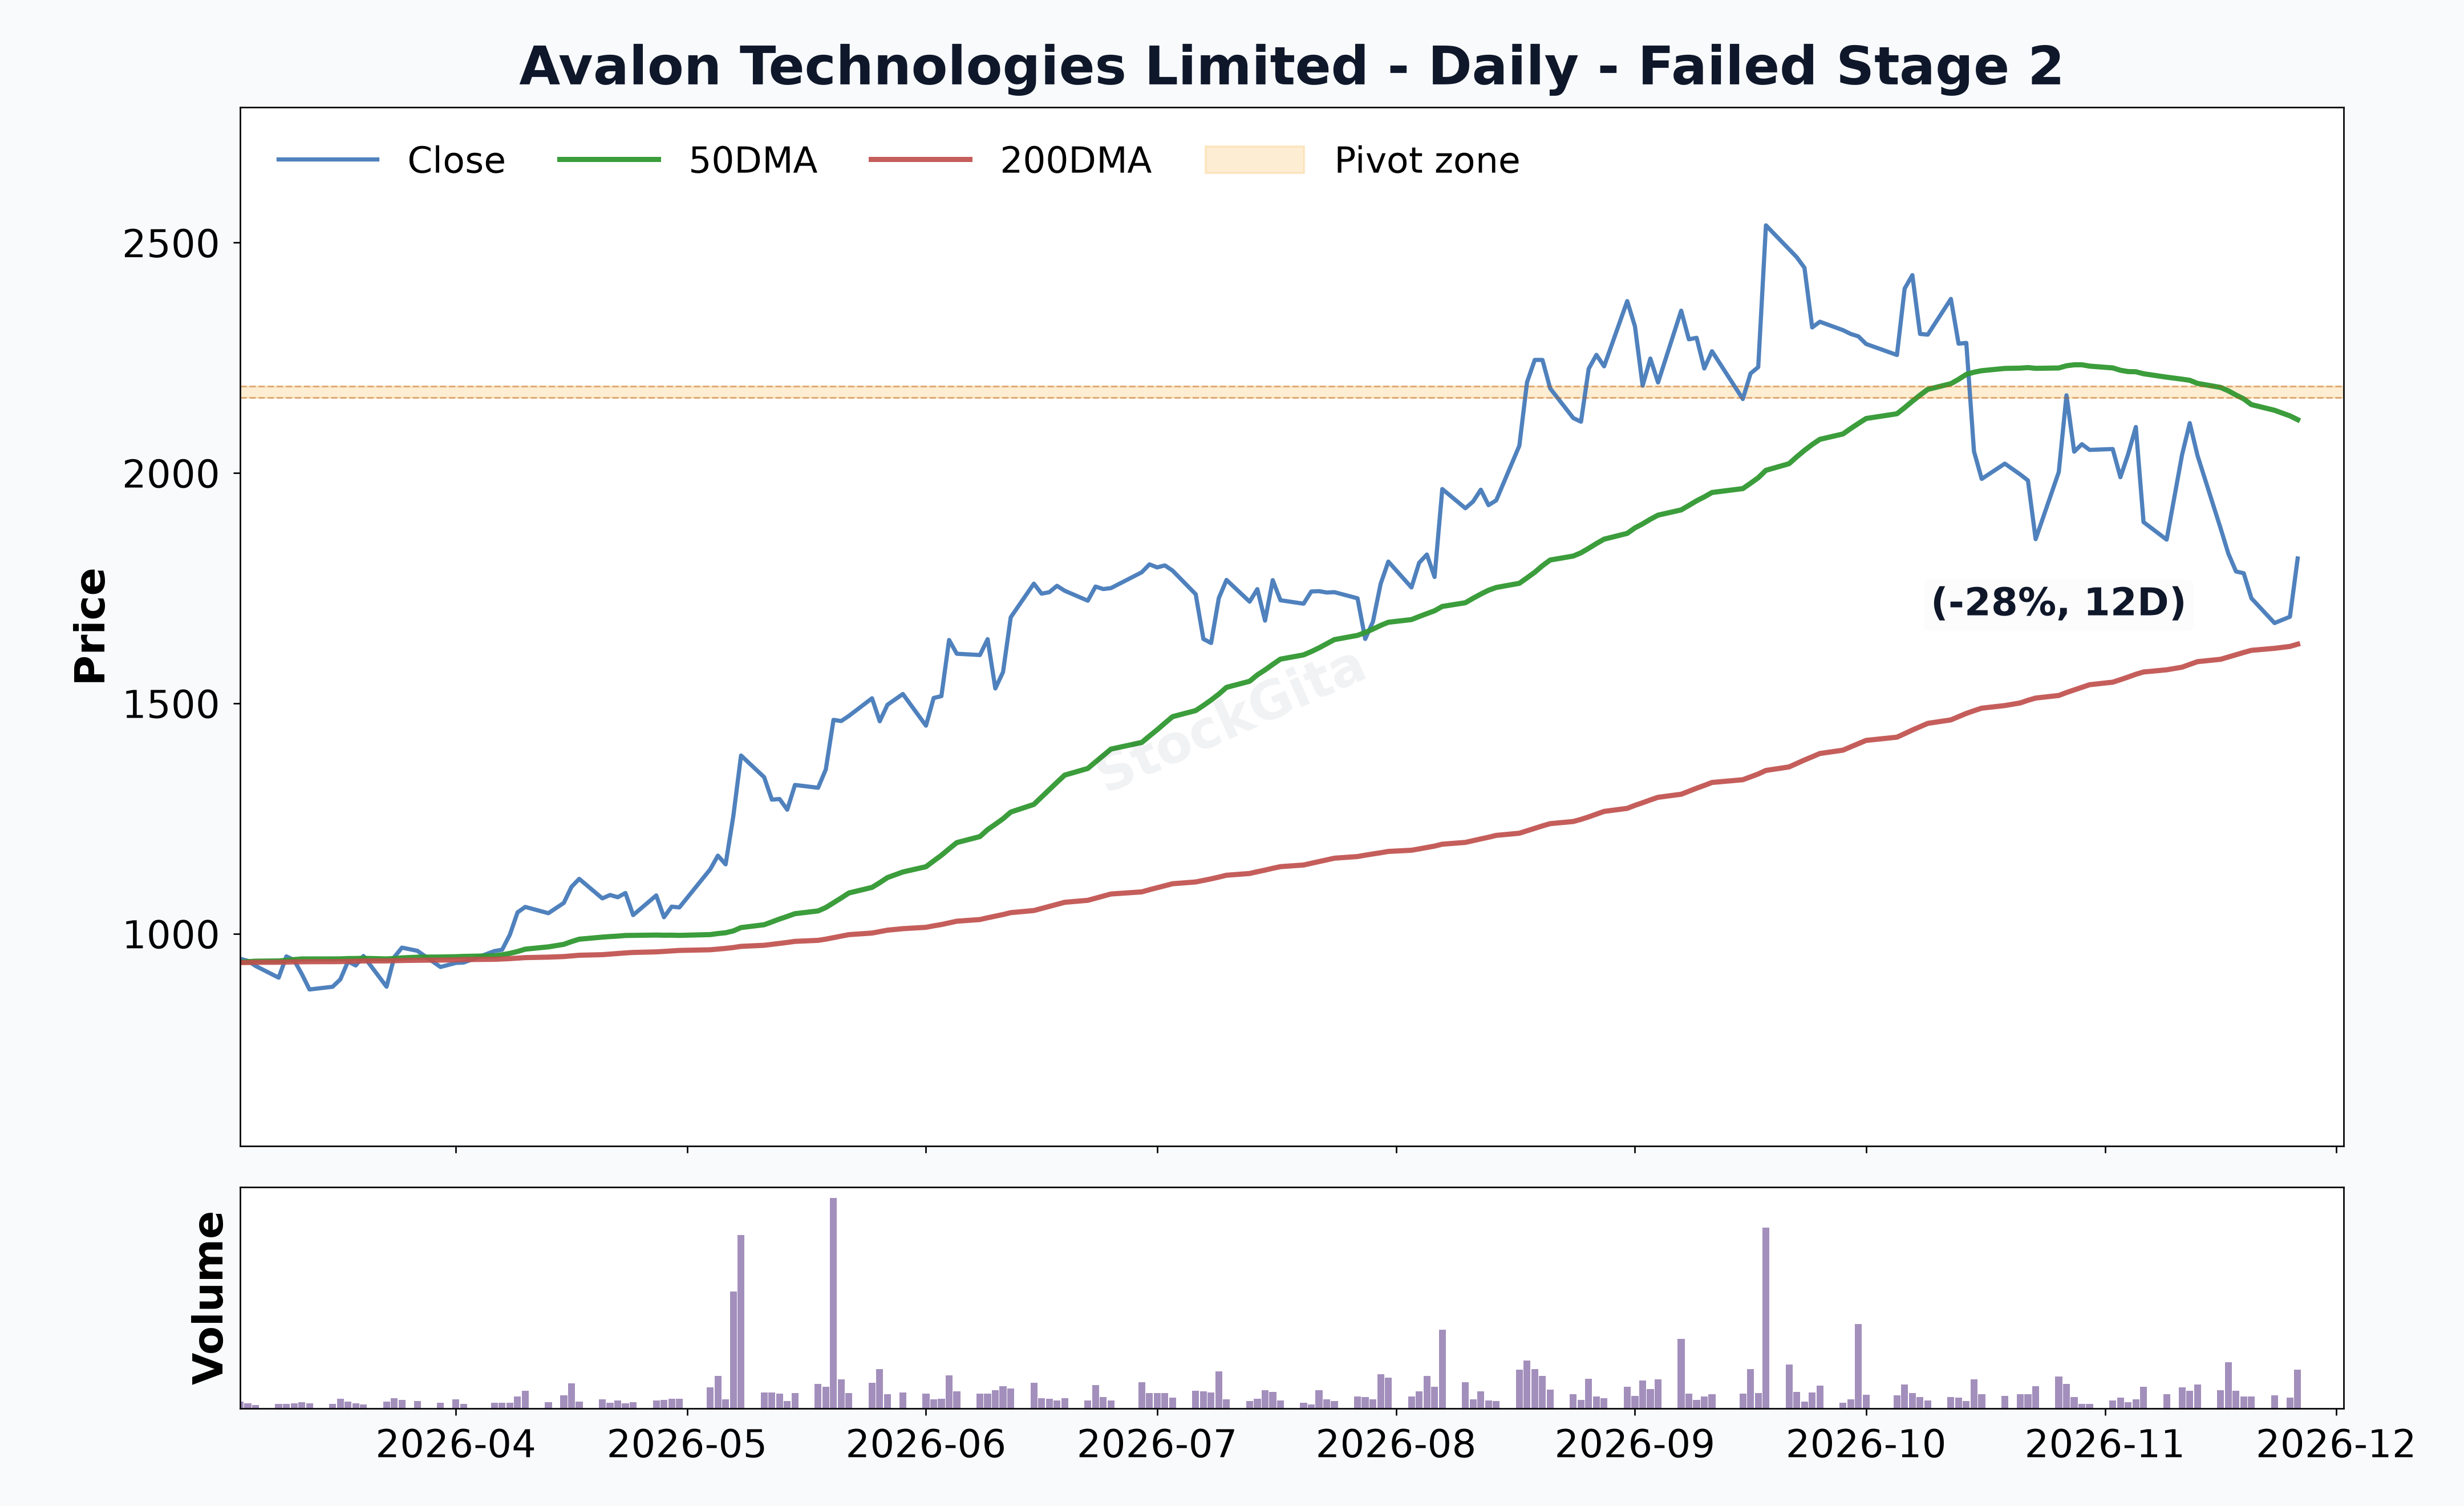 Avalon Technologies Limited - Daily - Failed Stage 2
Close 50DMA 200DMA Pivot zone
2500
2000
1500
1000
Price
(-28%, 12D)
StockGita
Volume
2026-04 2026-05 2026-06 2026-07 2026-08 2026-09 2026-10 2026-11 2026-12